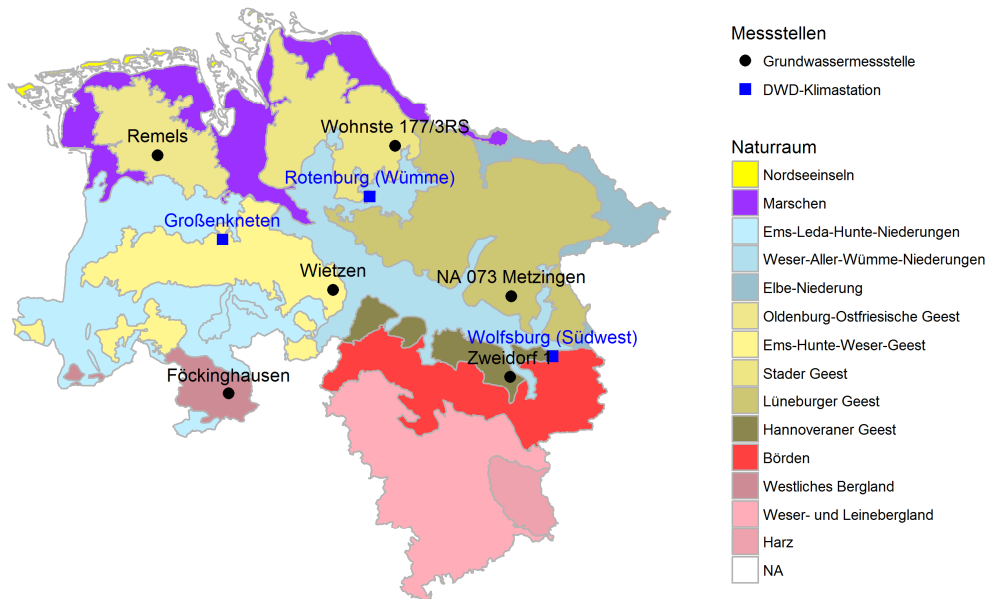 Remels
Wohnste 177/3RS
Rotenburg (Wümme)
Großenkneten
Wietzen
NA 073 Metzingen
Wolfsburg (Südwest)
Zweidorf 1
Föckinghausen
Messstellen
Grundwassermessstelle
DWD-Klimastation
Naturraum
Nordseeinseln
Marschen
Ems-Leda-Hunte-Niederungen
Weser-Aller-Wümme-Niederungen
Elbe-Niederung
Oldenburg-Ostfriesische Geest
Ems-Hunte-Weser-Geest
Stader Geest
Lüneburger Geest
Hannoveraner Geest
Börden
Westliches Bergland
Weser- und Leinebergland
Harz
NA